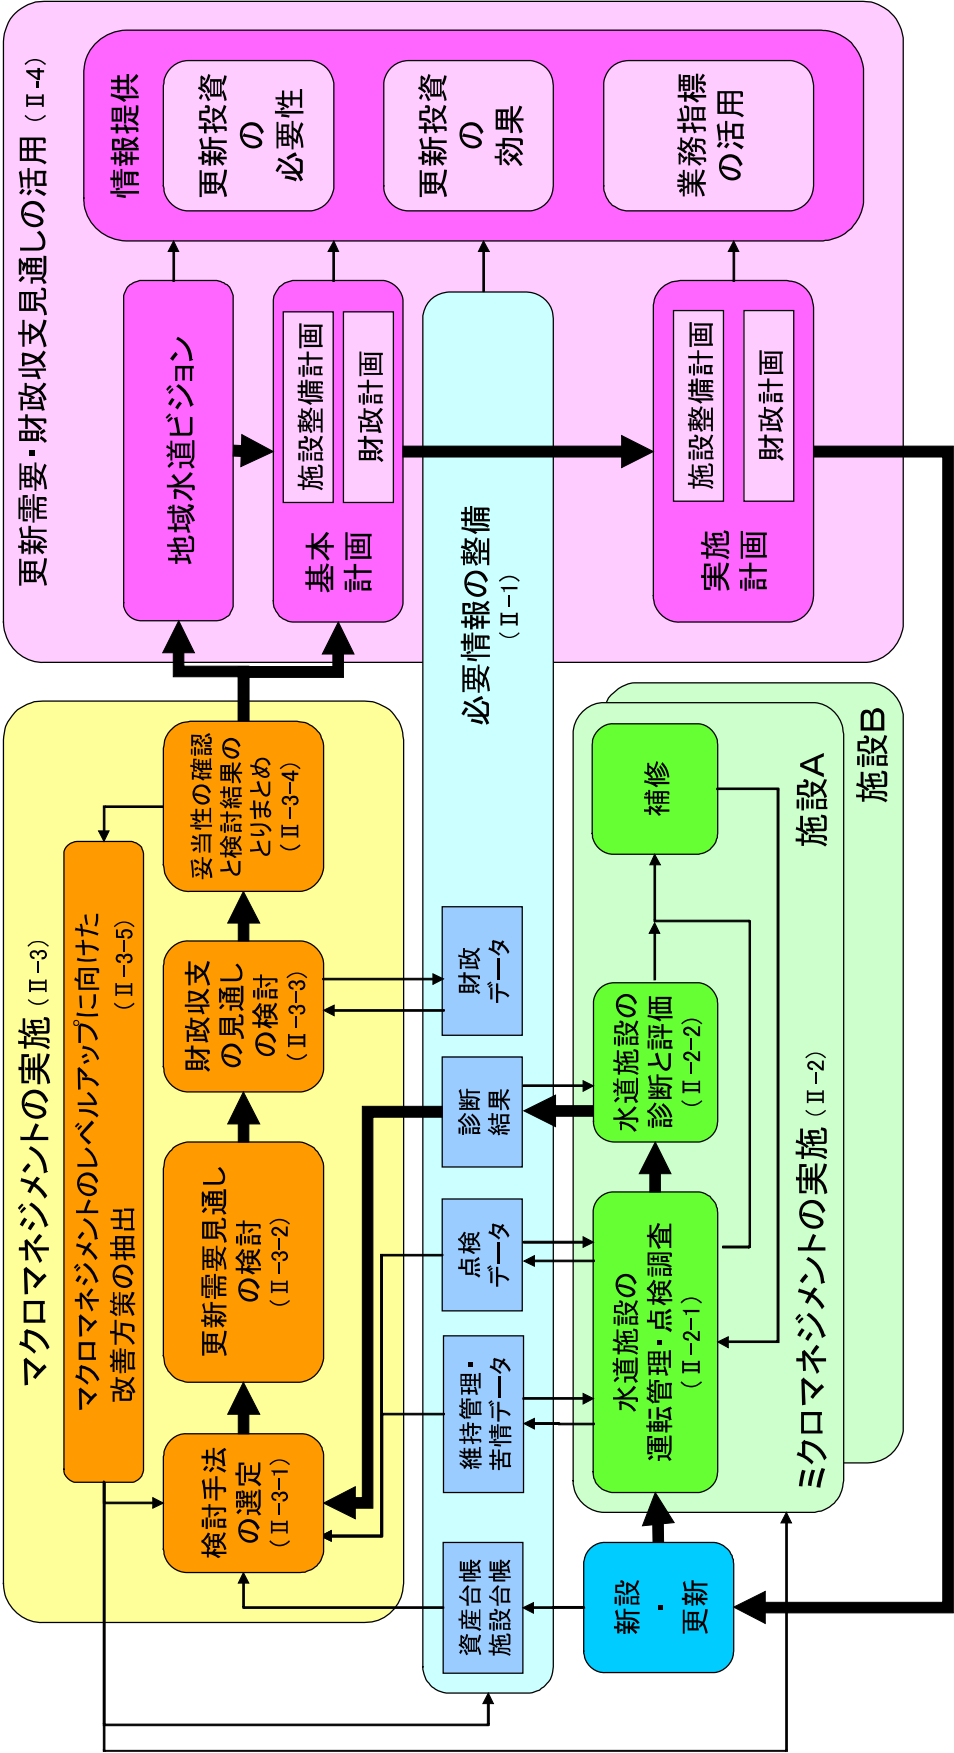 マクロマネジメントの実施(Ⅱ-3)
マクロマネジメントのレベルアップに向けた
改善方策の抽出
(Ⅱ-3-5)
検討手法
の選定
(Ⅱ-3-1)
更新需要見通し
の検討
(Ⅱ-3-2)
財政収支
の見通し
の検討
(Ⅱ-3-3)
妥当性の確認
と検討結果の
とりまとめ
(Ⅱ-3-4)
更新需要・財政収支見通しの活用(Ⅱ-4)
地域水道ビジョン
基本
計画
施設整備計画
財政計画
実施
計画
施設整備計画
財政計画
情報提供
更新投資
の
必要性
更新投資
の
効果
業務指標
の活用
必要情報の整備
(Ⅱ-1)
資産台帳
施設台帳
維持管理・
苦情データ
点検
データ
診断
結果
財政
データ
新設
・
更新
水道施設の
運転管理・点検調査
(Ⅱ-2-1)
水道施設の
診断と評価
(Ⅱ-2-2)
補修
ミクロマネジメントの実施(Ⅱ-2)
施設A
施設B